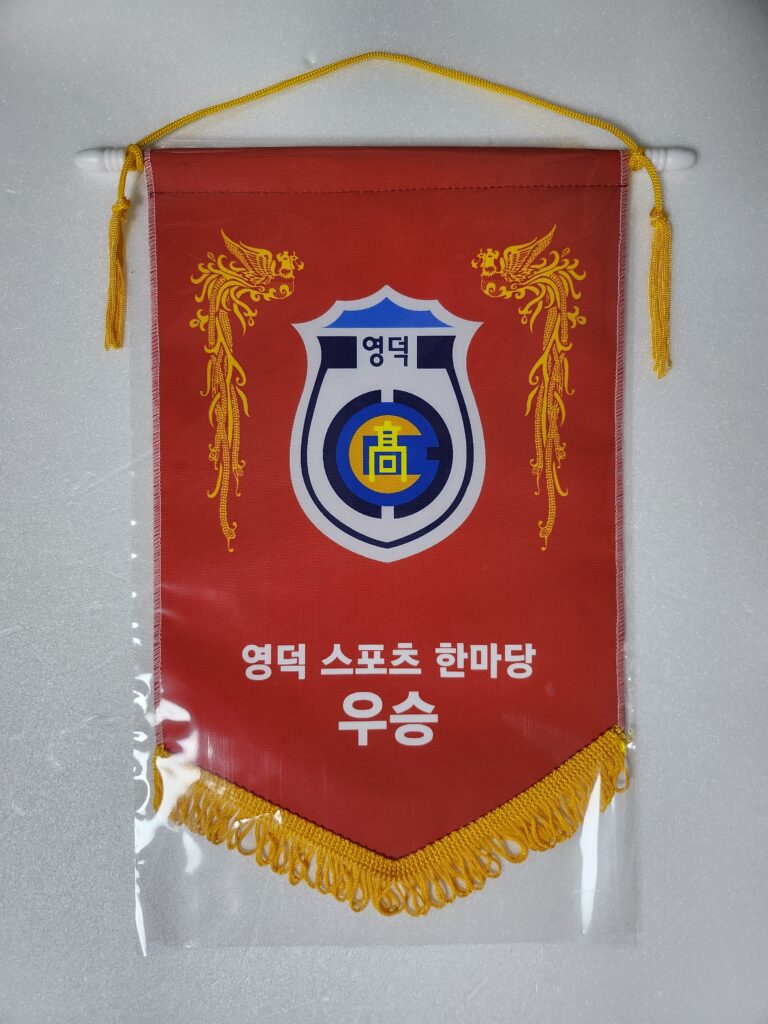 영덕
高
영덕 스포츠 한마당
우승